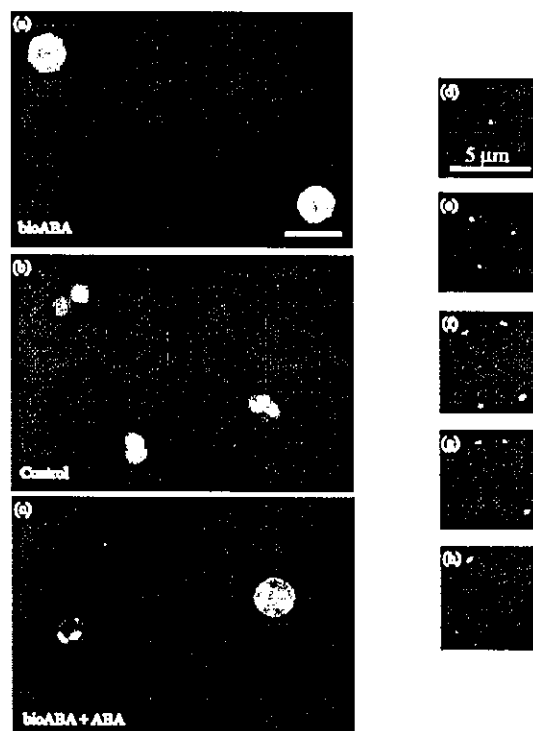 (a)
bioABA
(b)
Control
(c)
bioABA + ABA
(d)
5 μm
(e)
(f)
(g)
(h)